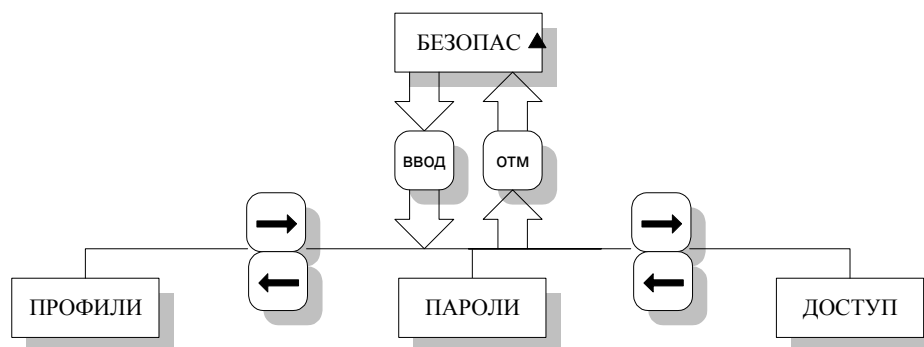 БЕЗОПАС
ввод
отм
ПРОФИЛИ
ПАРОЛИ
ДОСТУП